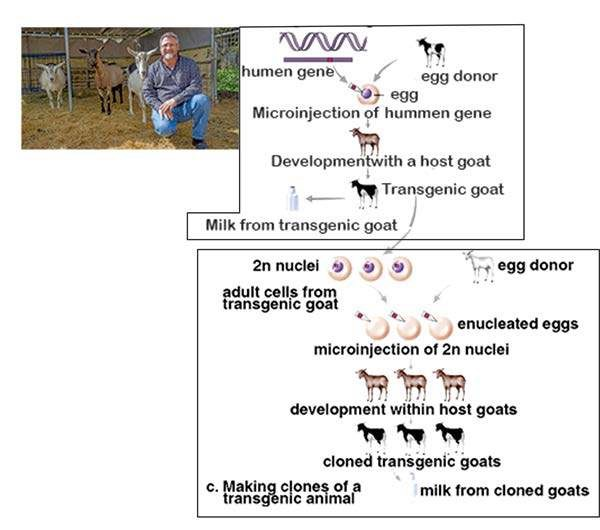 humen gene
egg donor
egg
Microinjection of hummen gene
Developmentwith a host goat
Transgenic goat
Milk from transgenic goat
2n nuclei
egg donor
adult cells from
transgenic goat
enucleated eggs
microinjection of 2n nuclei
development within host goats
cloned transgenic goats
c. Making clones of a
transgenic animal
milk from cloned goats